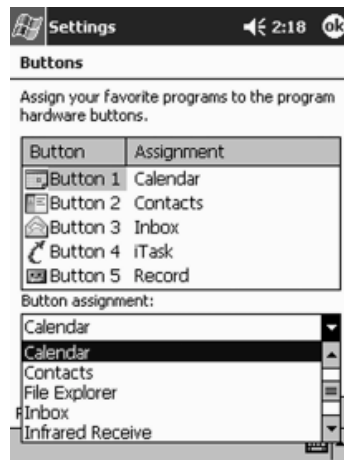 Settings 2:18 ok
Buttons
Assign your favorite programs to the program
hardware buttons.
Button Assignment
Button 1 Calendar
Button 2 Contacts
Button 3 Inbox
Button 4 iTask
Button 5 Record
Button assignment:
Calendar
Calendar
Contacts
File Explorer
Inbox
Infrared Receive